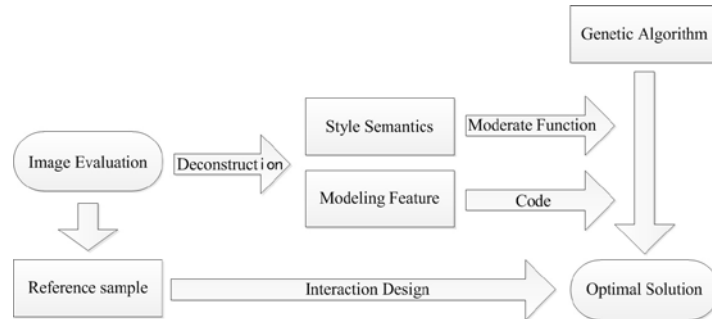 Genetic Algorithm
Style Semantics
Moderate Function
Image Evaluation
Deconstruction
Modeling Feature
Code
Reference sample
Interaction Design
Optimal Solution